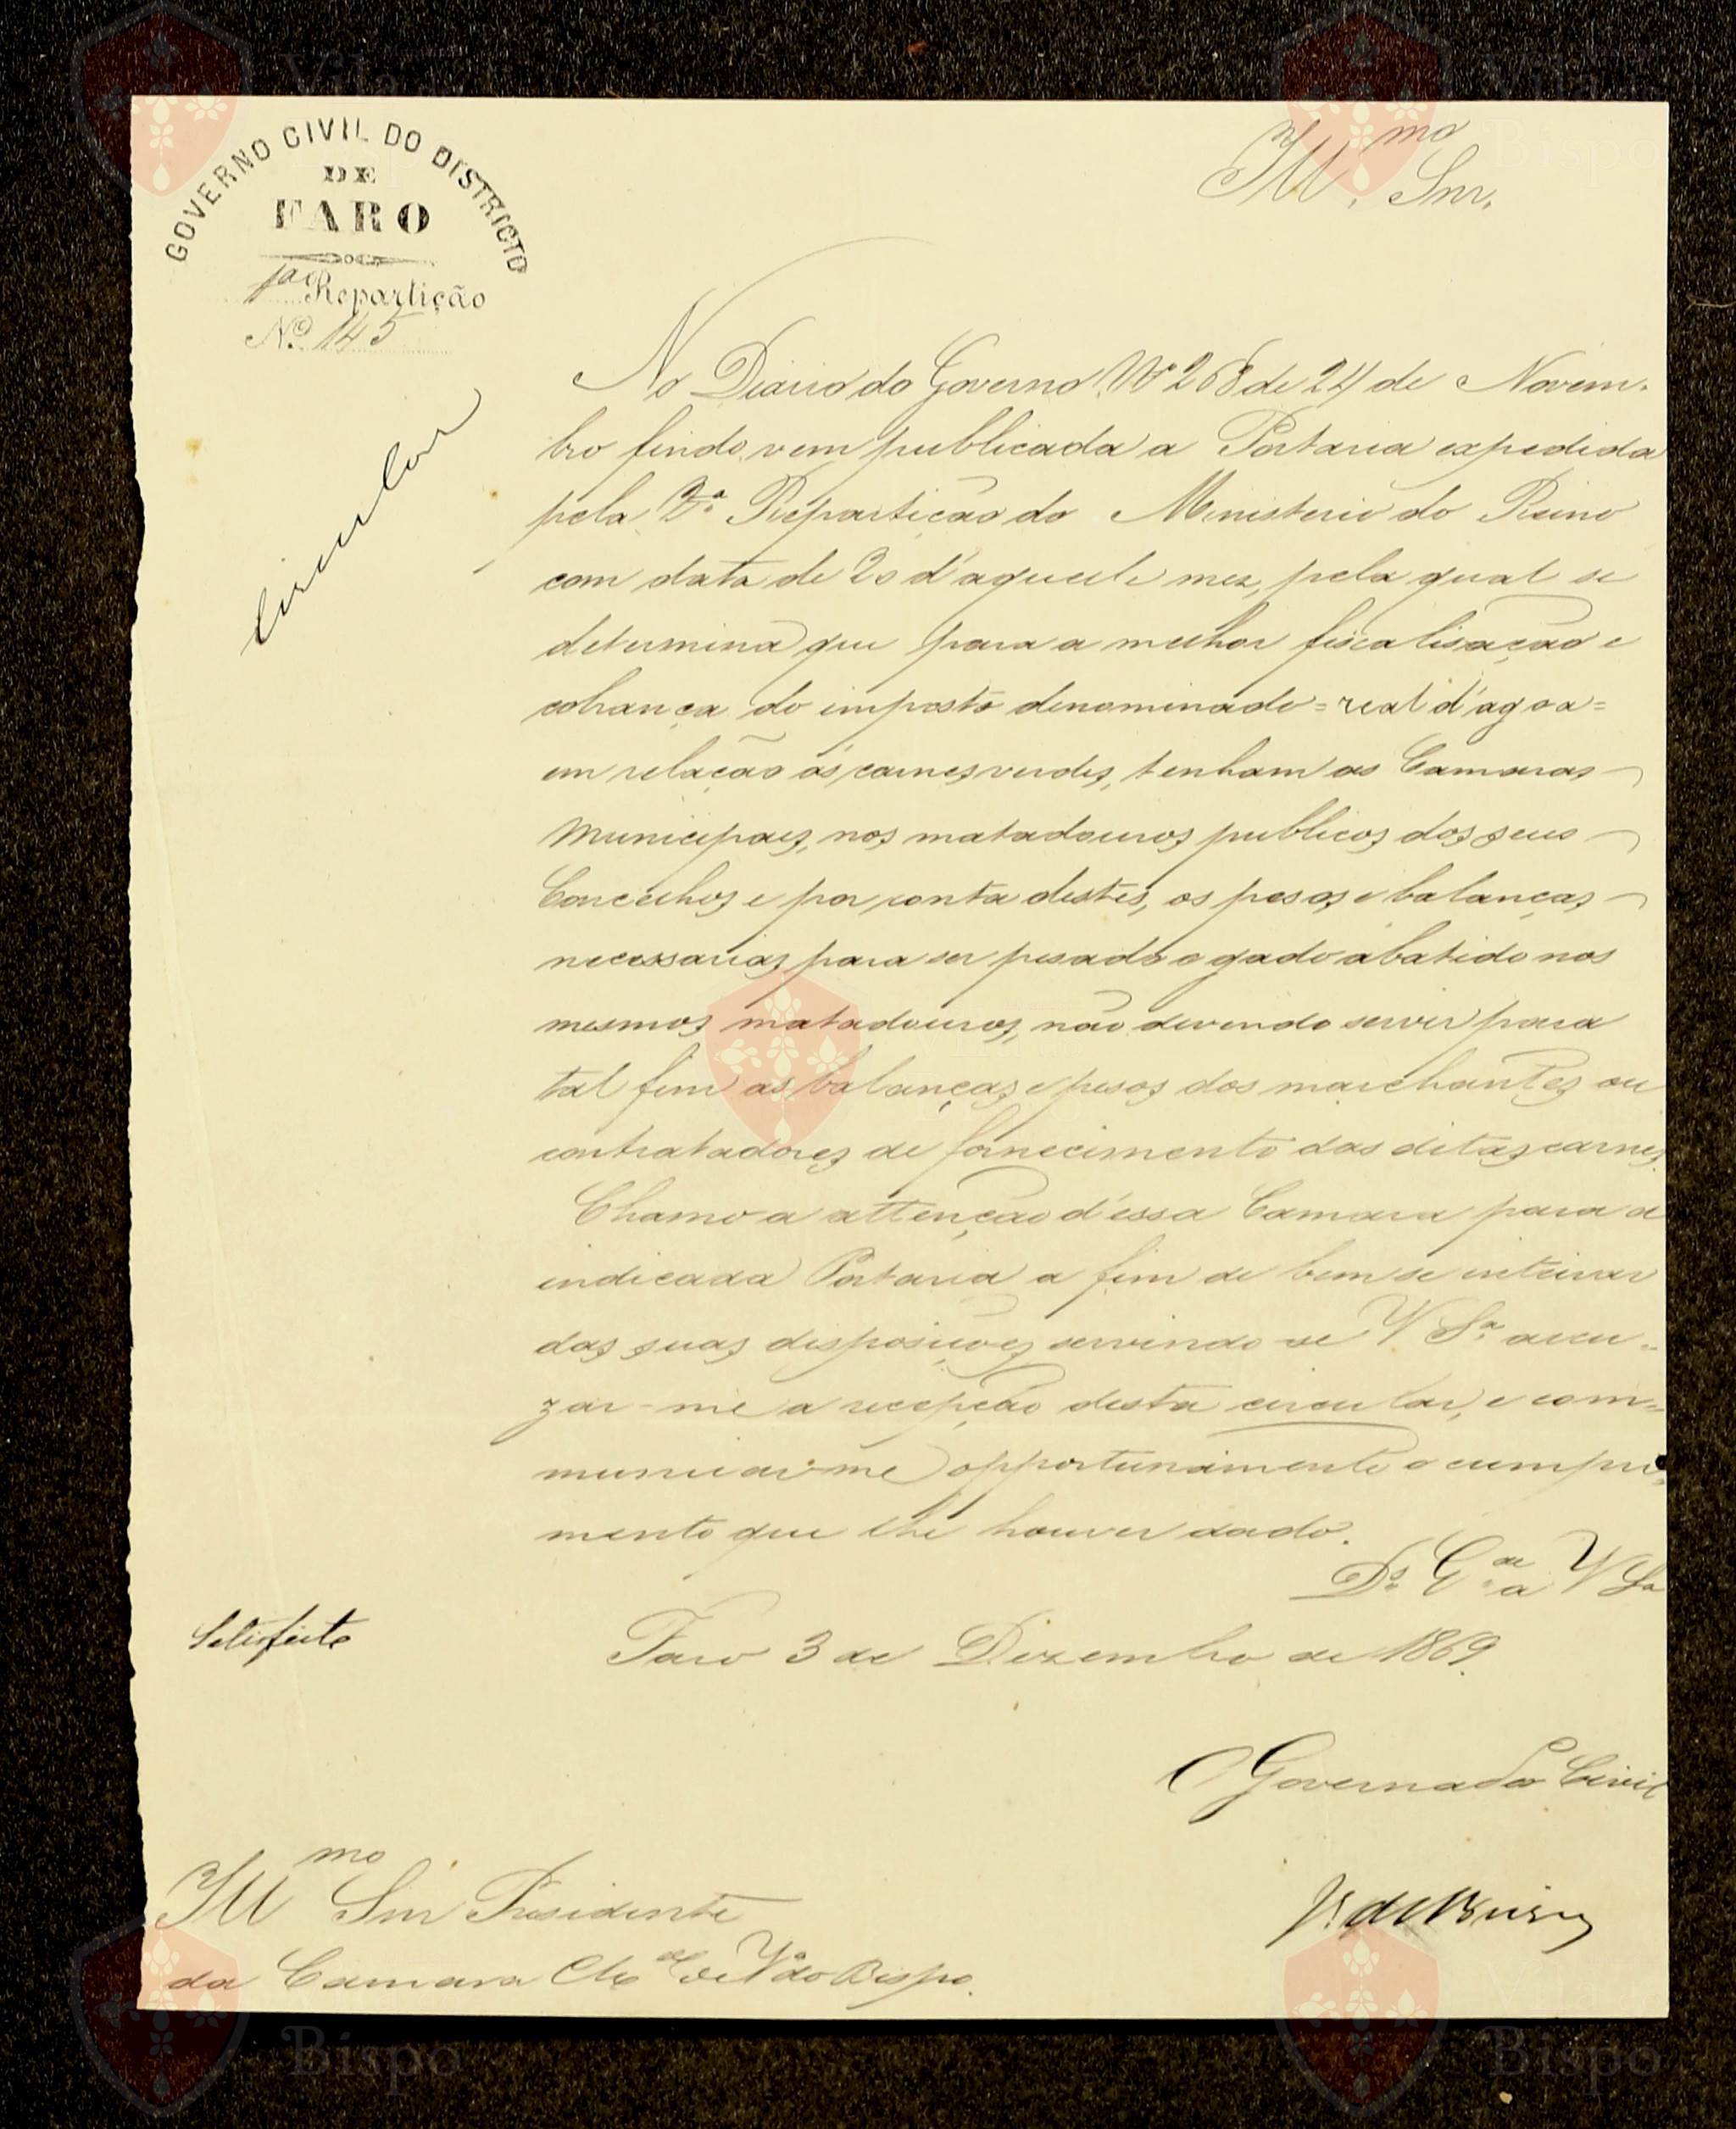 GOVERNO CIVIL DO DISTRICTO
DE
FARO
1ª Repartição
Nº 145
Circular
Illmo Snr.
No Diario do Governo Nº 268 de 24 de Novem-
bro findo vem publicada a Portaria expedida
pela 3ª Repartição do Ministerio do Reino
com data de 20 d'aquelle mez, pela qual se
determina que para a melhor fiscalisação e
cobrança do imposto denominado = real d'agoa =
em relação ás carnes verdes, tenham as Camaras
Municipaes, nos matadouros publicos dos seus
Concelhos e por conta destes, os pesos e balanças
necessarias para ser pesado o gado abatido nos
mesmos matadouros, não devendo servir para
tal fim as balanças e pesos dos marchantes ou
contratadores de fornecimento das ditas carnes.
Chamo a attenção d'essa Camara para a
indicada Portaria a fim de bem se inteirar
das suas disposições servindo-se V. Sª accu-
zar-me a recepção desta circular, e com-
municar-me opportunamente o cumpri-
mento que lhe houver dado.
Ds. Gde a V Sa
Satisfeito
Faro 3 de Dezembro de 1869.
O Governador Civil
Illmo Snr Presidente
da Camara Mal de Vª do Bispo.
Vila
Bispo
Bispo
Bispo